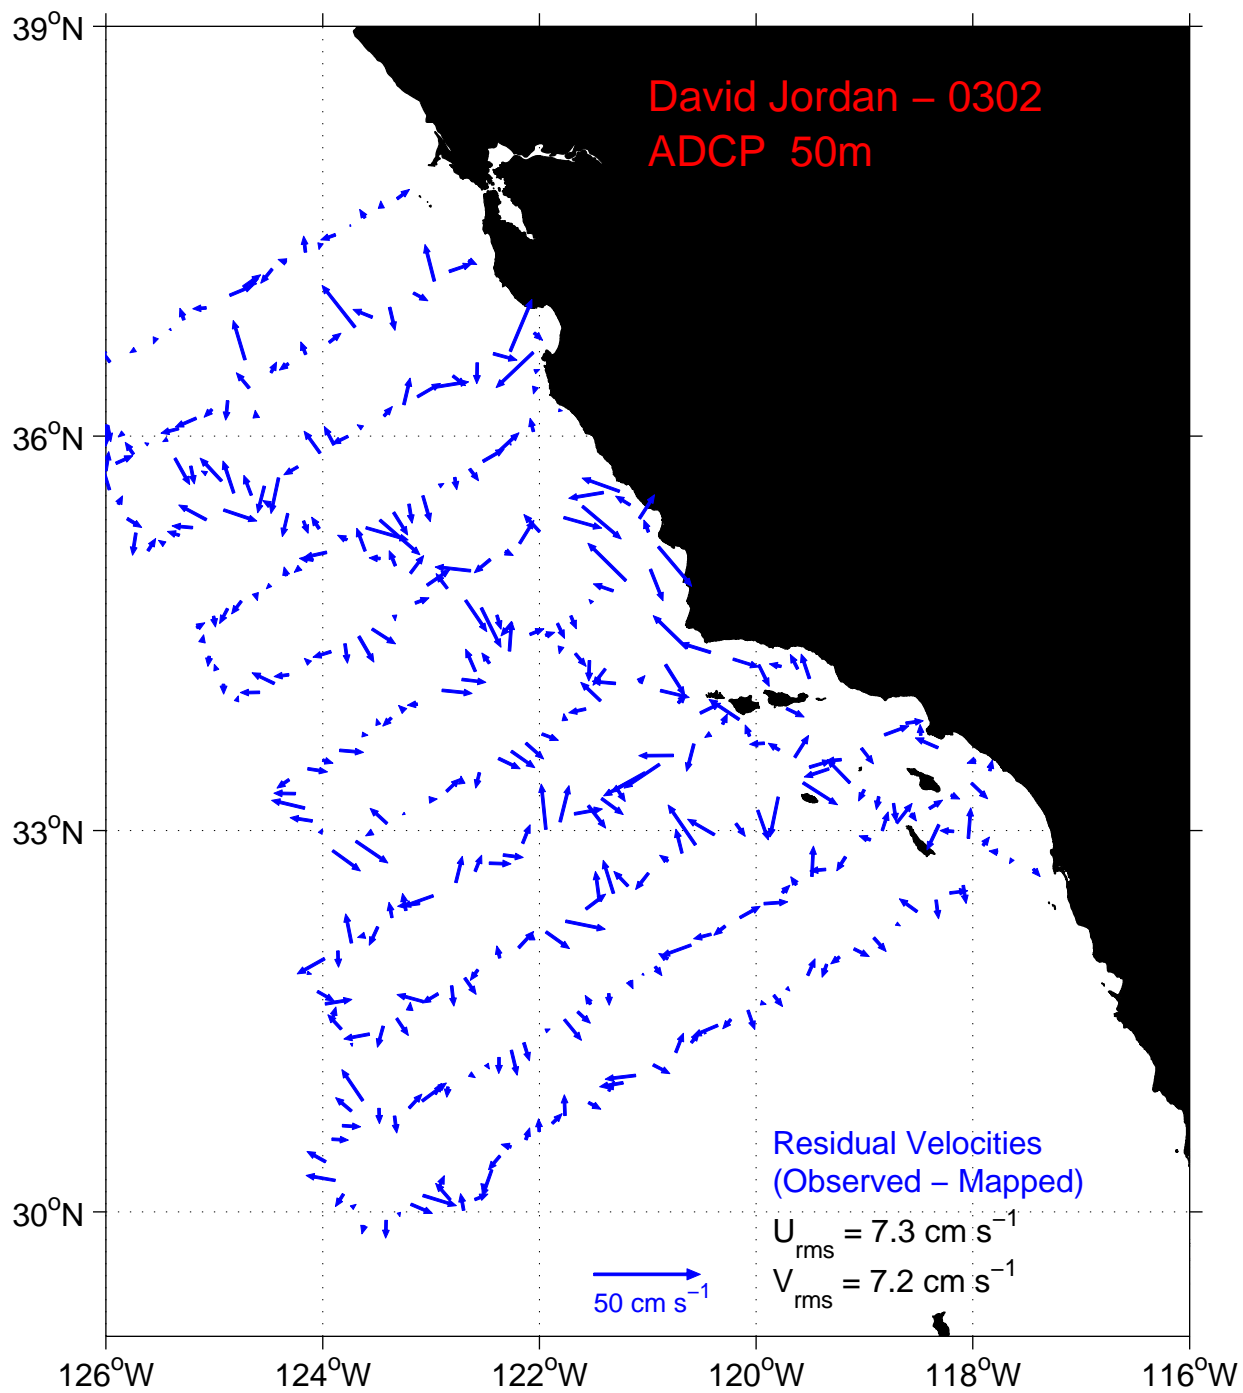 39°N
David Jordan – 0302
ADCP 50m
36°N
33°N
Residual Velocities
(Observed – Mapped)
30°N
U_rms = 7.3 cm s⁻¹
V_rms = 7.2 cm s⁻¹
50 cm s⁻¹
126°W 124°W 122°W 120°W 118°W 116°W